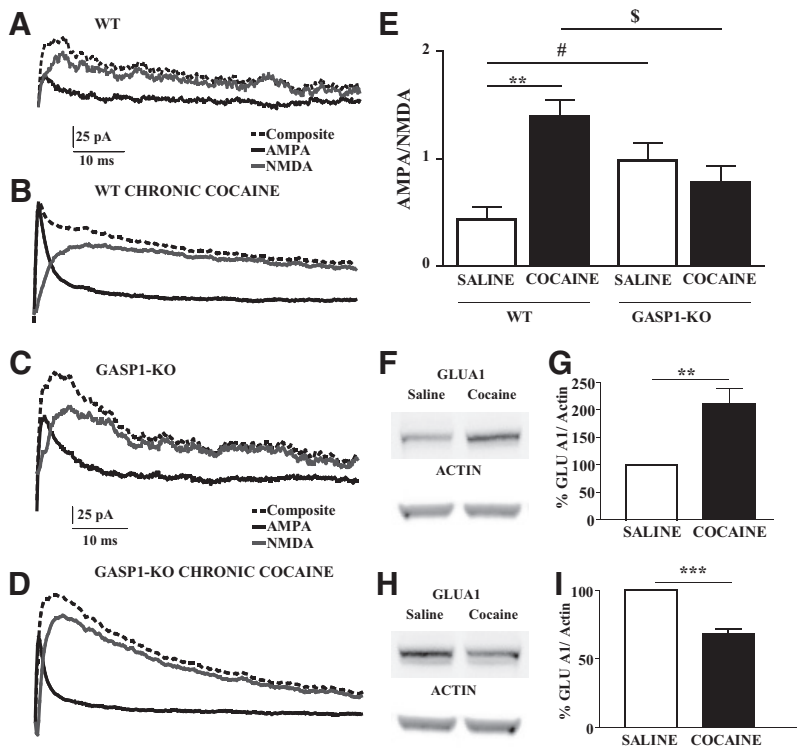 A
WT
25 pA
10 ms
Composite
AMPA
NMDA
B
WT CHRONIC COCAINE
C
GASP1-KO
25 pA
10 ms
Composite
AMPA
NMDA
D
GASP1-KO CHRONIC COCAINE
E
$
#
**
2
1
0
AMPA/NMDA
SALINE COCAINE SALINE COCAINE
WT GASP1-KO
F
GLUA1
Saline Cocaine
ACTIN
G
**
250
200
150
100
50
0
% GLU A1/ Actin
SALINE COCAINE
H
GLUA1
Saline Cocaine
ACTIN
I
***
100
50
0
% GLU A1/ Actin
SALINE COCAINE